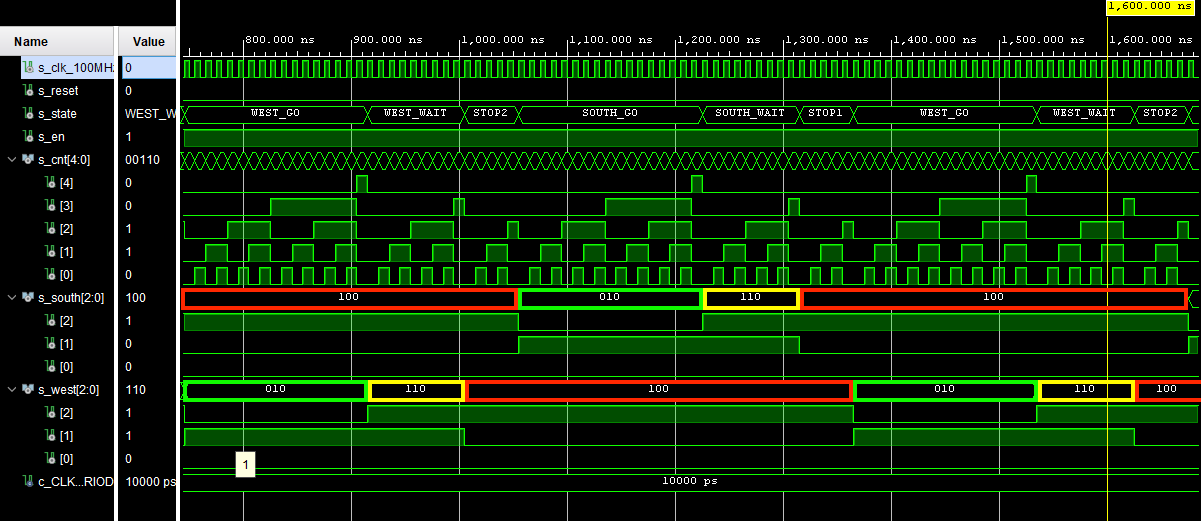 1,600.000 ns
Name Value
800.000 ns 900.000 ns 1,000.000 ns 1,100.000 ns 1,200.000 ns 1,300.000 ns 1,400.000 ns 1,500.000 ns 1,600.000 ns
s_clk_100MH 0
s_reset 0
s_state WEST_W WEST_GO WEST_WAIT STOP2 SOUTH_GO SOUTH_WAIT STOP1 WEST_GO WEST_WAIT STOP2
s_en 1
s_cnt[4:0] 00110
[4] 0
[3] 0
[2] 1
[1] 1
[0] 0
s_south[2:0] 100 100 010 110 100
[2] 1
[1] 0
[0] 0
s_west[2:0] 110 010 110 100 010 110 100
[2] 1
[1] 1
[0] 0
1
c_CLK...RIOD 10000 ps 10000 ps